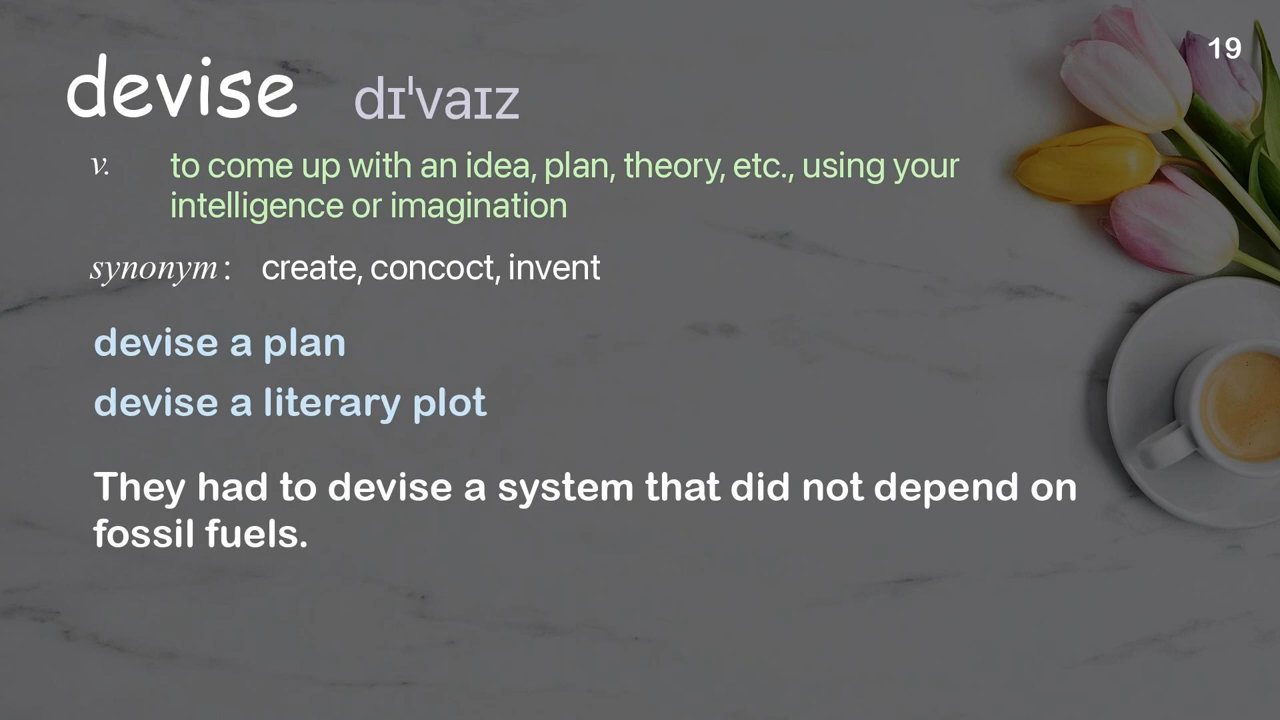 19
devise dɪˈvaɪz
v. to come up with an idea, plan, theory, etc., using your
intelligence or imagination
synonym : create, concoct, invent
devise a plan
devise a literary plot
They had to devise a system that did not depend on
fossil fuels.